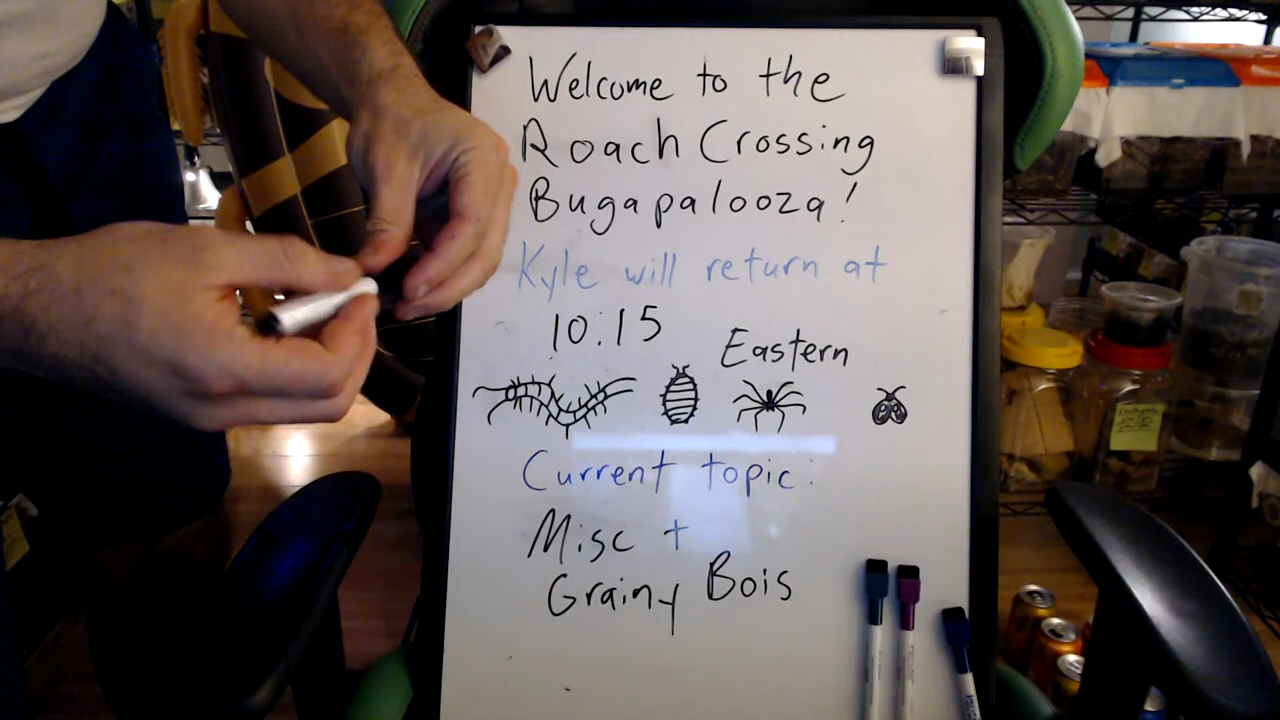 Welcome to the
Roach Crossing
Bugapalooza!
Kyle will return at
10:15 Eastern
Current topic:
Misc +
Grainy Bois